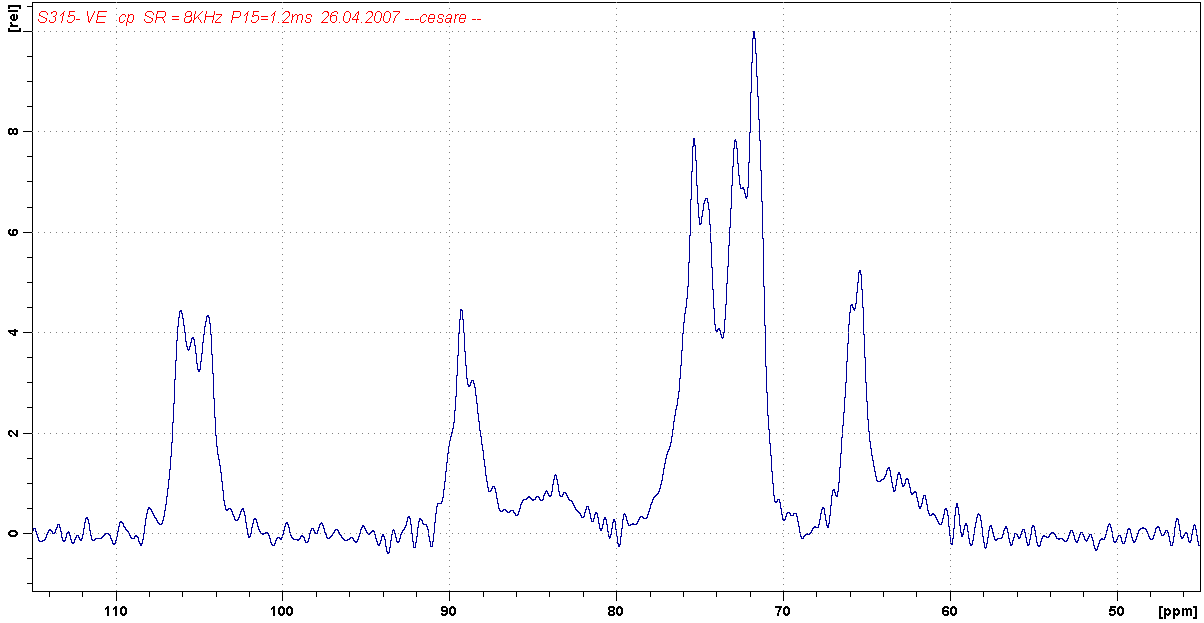 S315- VE cp SR = 8KHz P15=1.2ms 26.04.2007 ---cesare --
[rel]
8
6
4
2
0
110 100 90 80 70 60 50 [ppm]